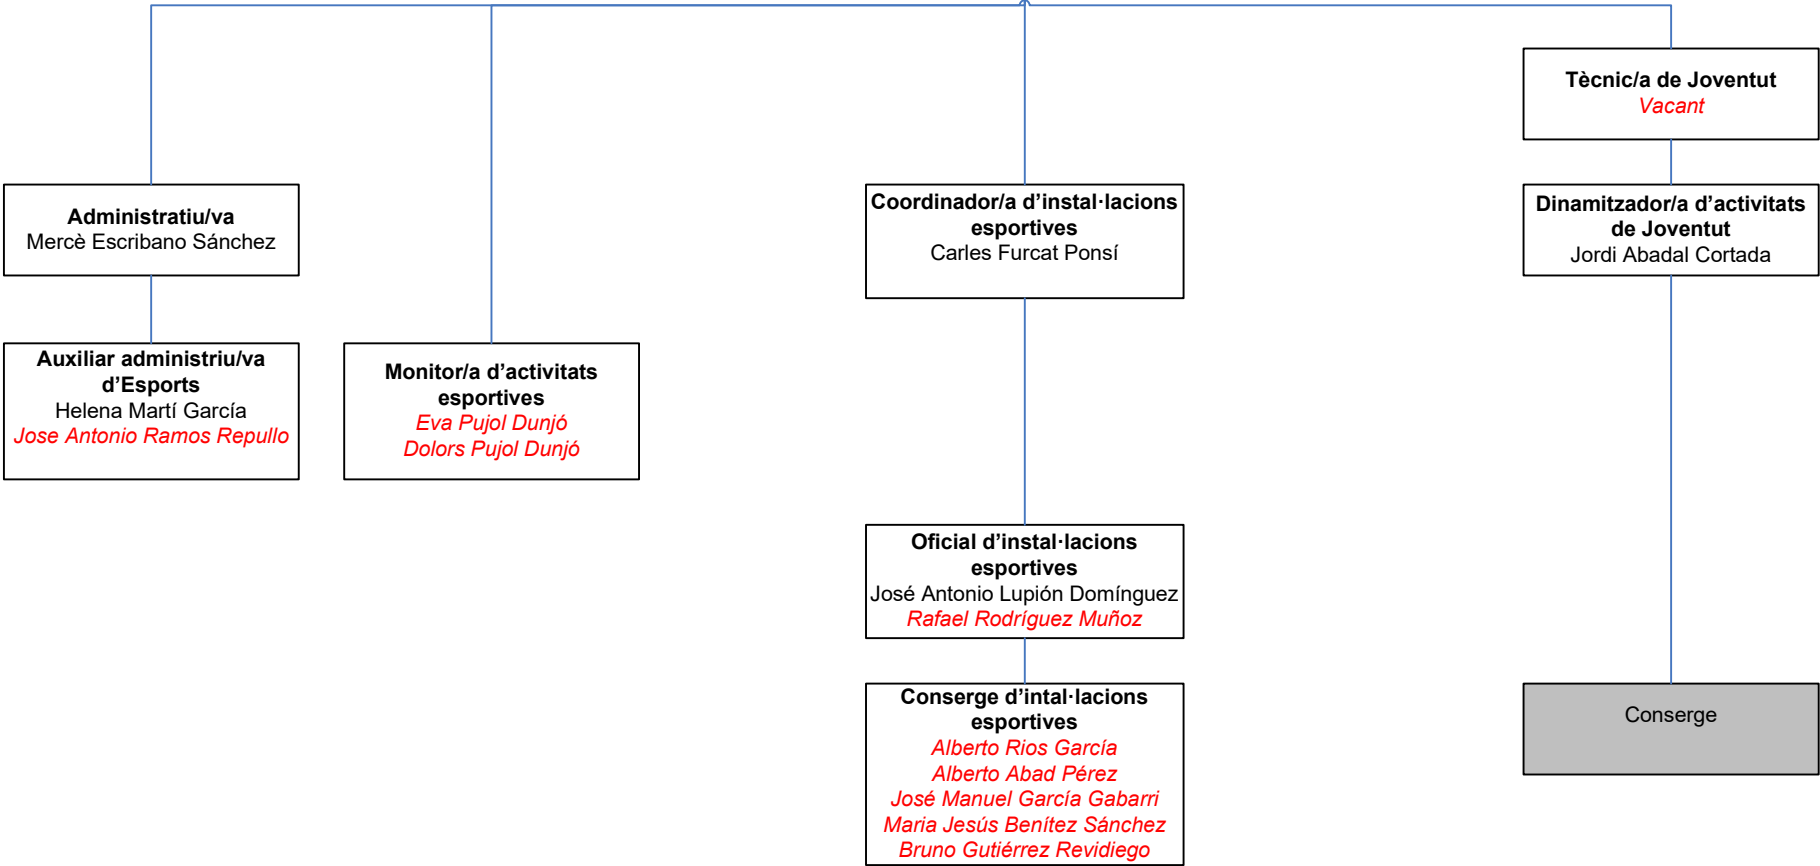 Tècnic/a de Joventut
Vacant
Administratiu/va
Mercè Escribano Sánchez
Coordinador/a d’instal·lacions
esportives
Carles Furcat Ponsí
Dinamitzador/a d’activitats
de Joventut
Jordi Abadal Cortada
Auxiliar administriu/va
d’Esports
Helena Martí García
Jose Antonio Ramos Repullo
Monitor/a d’activitats
esportives
Eva Pujol Dunjó
Dolors Pujol Dunjó
Oficial d’instal·lacions
esportives
José Antonio Lupión Domínguez
Rafael Rodríguez Muñoz
Conserge d’intal·lacions
esportives
Alberto Rios García
Alberto Abad Pérez
José Manuel García Gabarri
Maria Jesús Benítez Sánchez
Bruno Gutiérrez Revidiego
Conserge